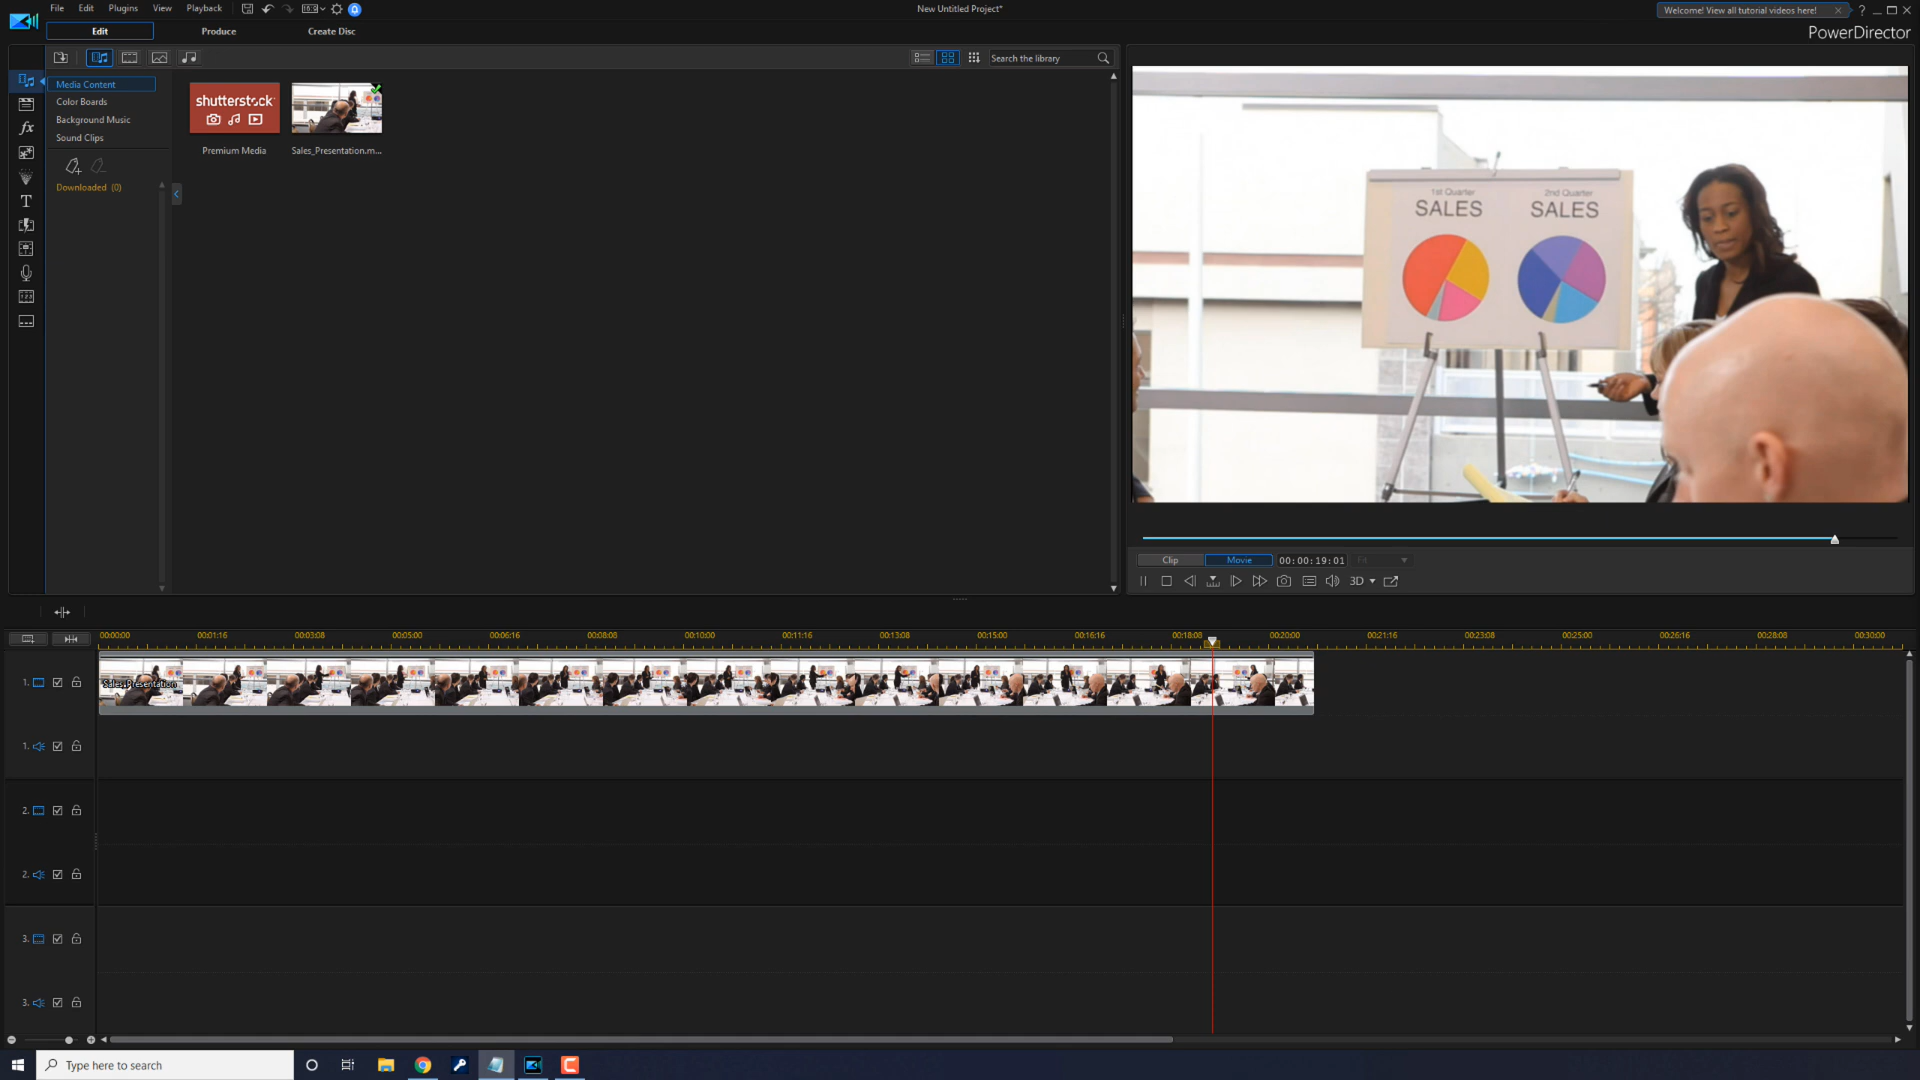 File Edit Plugins View Playback
16:9
New Untitled Project*
Welcome! View all tutorial videos here!
?
Edit Produce Create Disc
PowerDirector
Search the library
Media Content
Color Boards
Background Music
Sound Clips
Downloaded (0)
fx
T
shutterstock
Premium Media
Sales_Presentation.m...
1st Quarter
SALES
2nd Quarter
SALES
Clip Movie 00:00:19:01 Fit
3D
00:00:00 00:01:16 00:03:08 00:05:00 00:06:16 00:08:08 00:10:00 00:11:16 00:13:08 00:15:00 00:16:16 00:18:08 00:20:00 00:21:16 00:23:08 00:25:00 00:26:16 00:28:08 00:30:00
1.
Sales_Presentation
1.
2.
2.
3.
3.
Type here to search